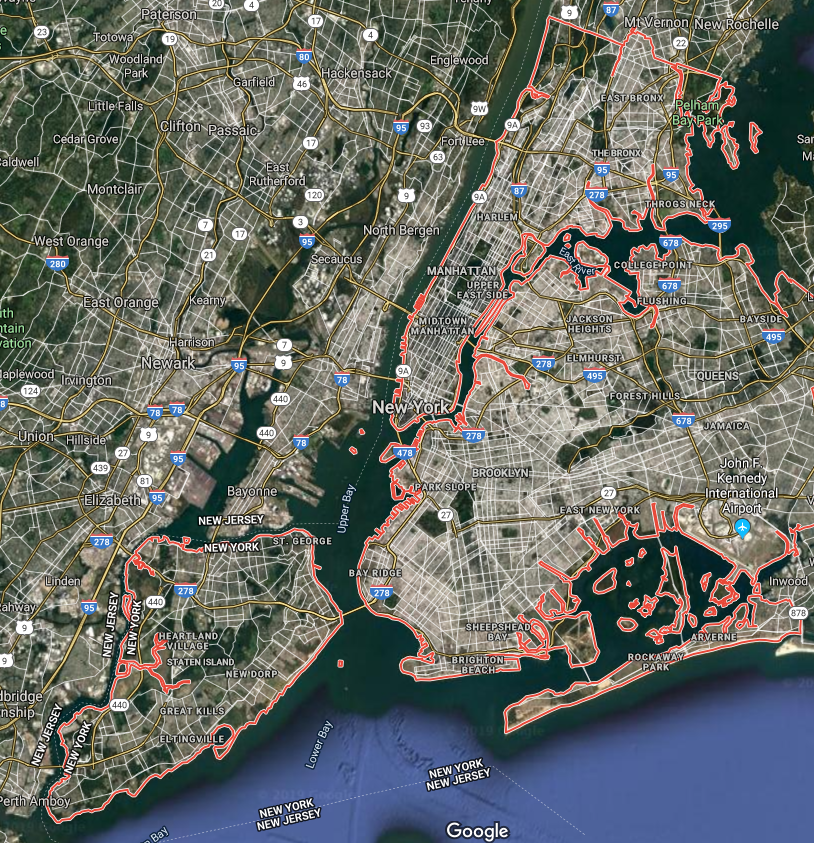 Paterson
20
4
9
87
Mt Vernon
New Rochelle
17
23
Totowa
19
4
22
Woodland
Park
80
Hackensack
Englewood
Garfield
46
EAST BRONX
Little Falls
9W
Pelham
Bay Park
Clifton
Passaic
95
93
9A
Cedar Grove
17
Fort Lee
THE BRONX
63
95
95
Caldwell
East
Rutherford
278
87
Montclair
120
9
9A
THROGS NECK
HARLEM
7
3
295
17
North Bergen
West Orange
95
678
21
Secaucus
East River
280
MANHATTAN
COLLEGE POINT
UPPER
EAST SIDE
678
East Orange
Kearny
FLUSHING
MIDTOWN
MANHATTAN
JACKSON
HEIGHTS
BAYSIDE
Harrison
7
495
Newark
95
9
278
ELMHURST
9A
495
QUEENS
Maplewood
Irvington
78
124
440
FOREST HILLS
New York
78
78
678
JAMAICA
Union
Hillside
9
440
278
27
78
478
439
95
BROOKLYN
John F.
Kennedy
International
Airport
81
PARK SLOPE
Elizabeth
95
Bayonne
27
Upper Bay
27
EAST NEW YORK
NEW JERSEY
NEW YORK
ST. GEORGE
278
BAY RIDGE
Linden
278
278
Inwood
95
440
NEW JERSEY
NEW YORK
878
9
SHEEPSHEAD
BAY
HEARTLAND
VILLAGE
ARVERNE
9
STATEN ISLAND
BRIGHTON
BEACH
ROCKAWAY
PARK
NEW DORP
440
GREAT KILLS
NEW JERSEY
NEW YORK
ELTINGVILLE
Lower Bay
NEW YORK
NEW JERSEY
Perth Amboy
NEW YORK
NEW JERSEY
Google